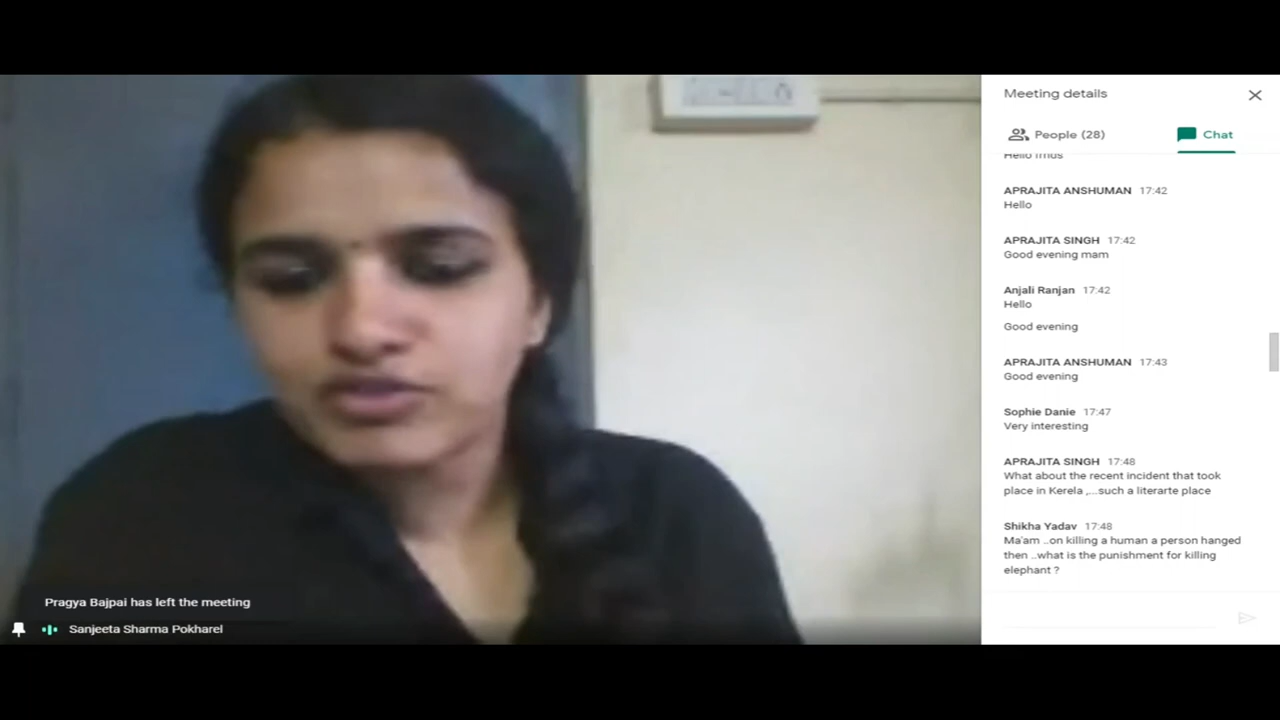 Meeting details
People (28)
Chat
APRAJITA ANSHUMAN 17:42
Hello
APRAJITA SINGH 17:42
Good evening mam
Anjali Ranjan 17:42
Hello
Good evening
APRAJITA ANSHUMAN 17:43
Good evening
Sophie Danie 17:47
Very interesting
APRAJITA SINGH 17:48
What about the recent incident that took
place in Kerela ,...such a literarte place
Shikha Yadav 17:48
Ma'am ..on killing a human a person hanged
then ..what is the punishment for killing
elephant ?
Pragya Bajpai has left the meeting
Sanjeeta Sharma Pokharel